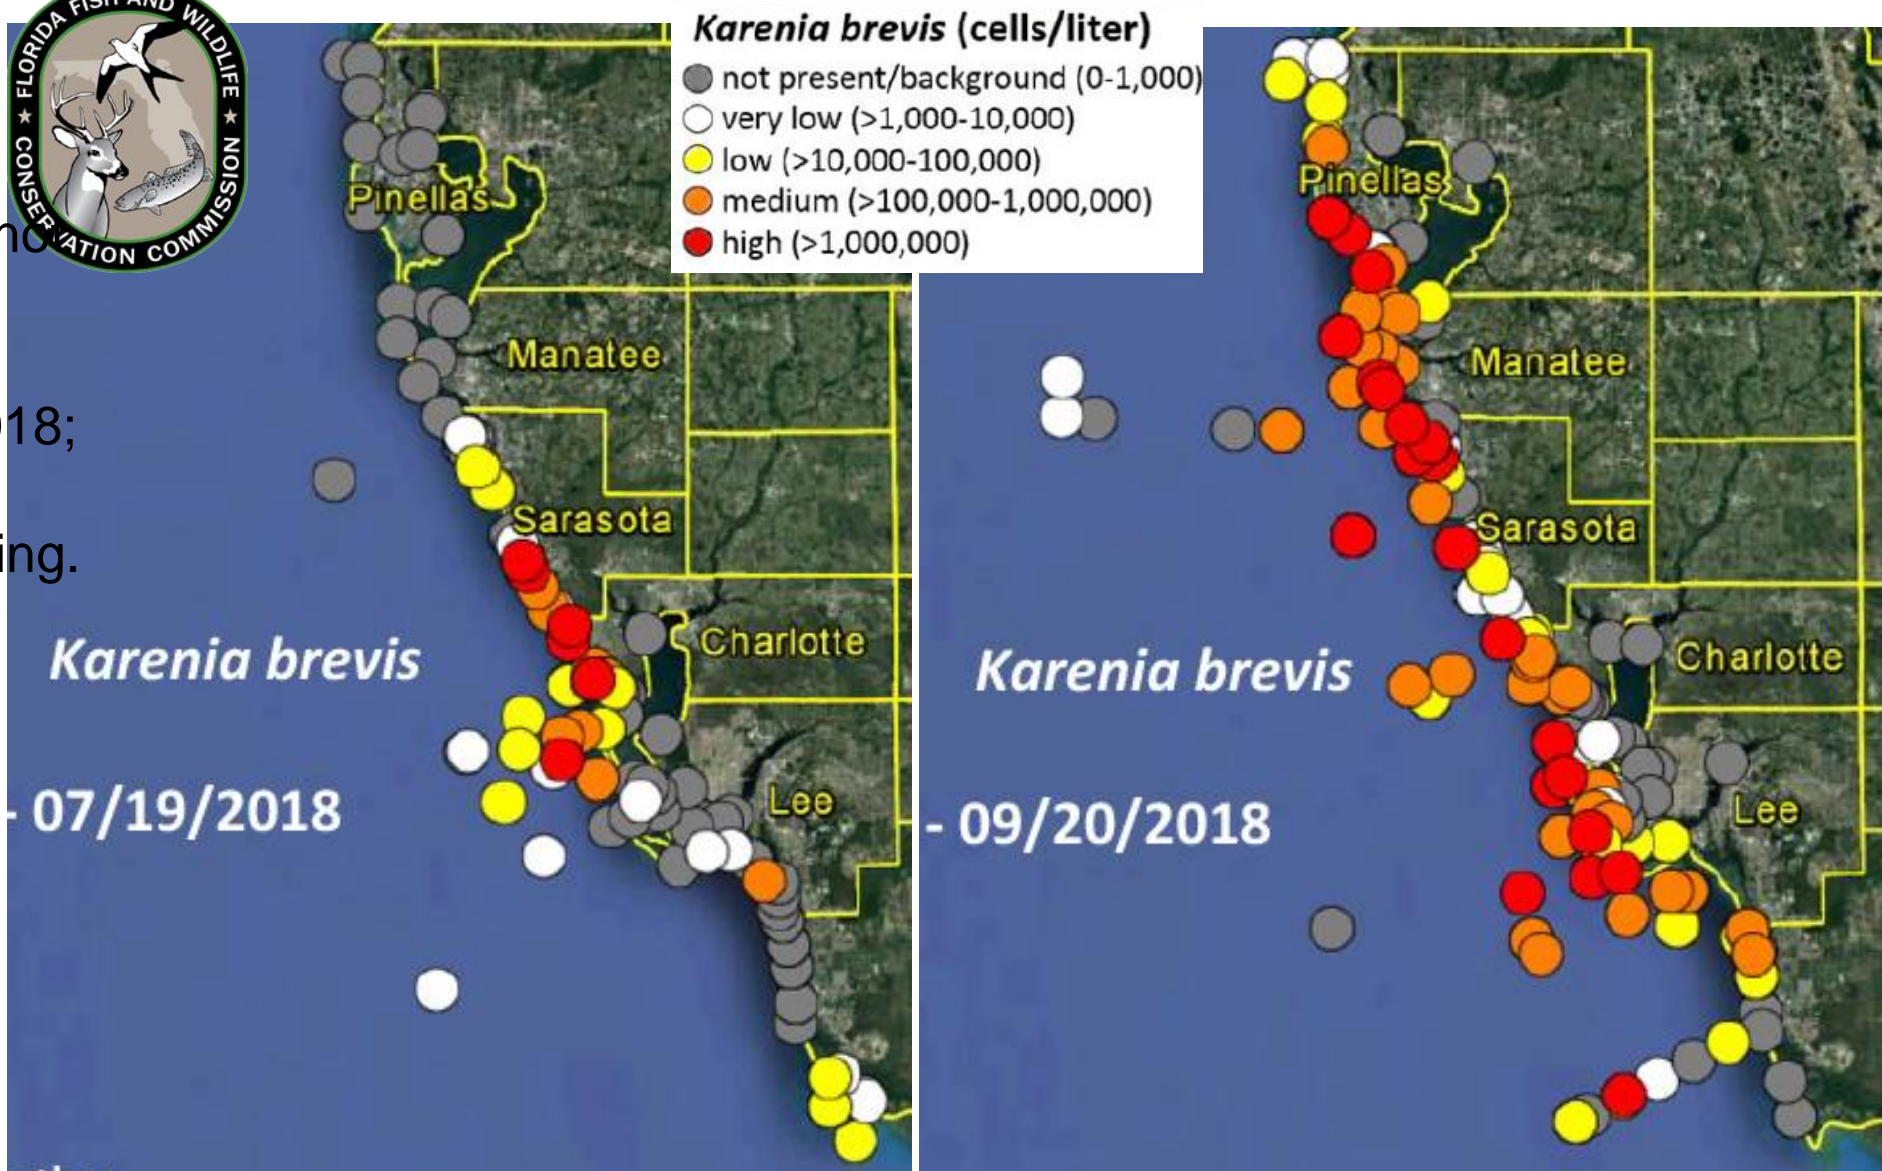 FLORIDA FISH AND WILDLIFE
CONSERVATION COMMISSION
Karenia brevis (cells/liter)
not present/background (0-1,000)
very low (>1,000-10,000)
low (>10,000-100,000)
medium (>100,000-1,000,000)
high (>1,000,000)
18;
ing.
Pinellas
Manatee
Sarasota
Charlotte
Lee
Karenia brevis
- 07/19/2018
Pinellas
Manatee
Sarasota
Charlotte
Lee
Karenia brevis
- 09/20/2018